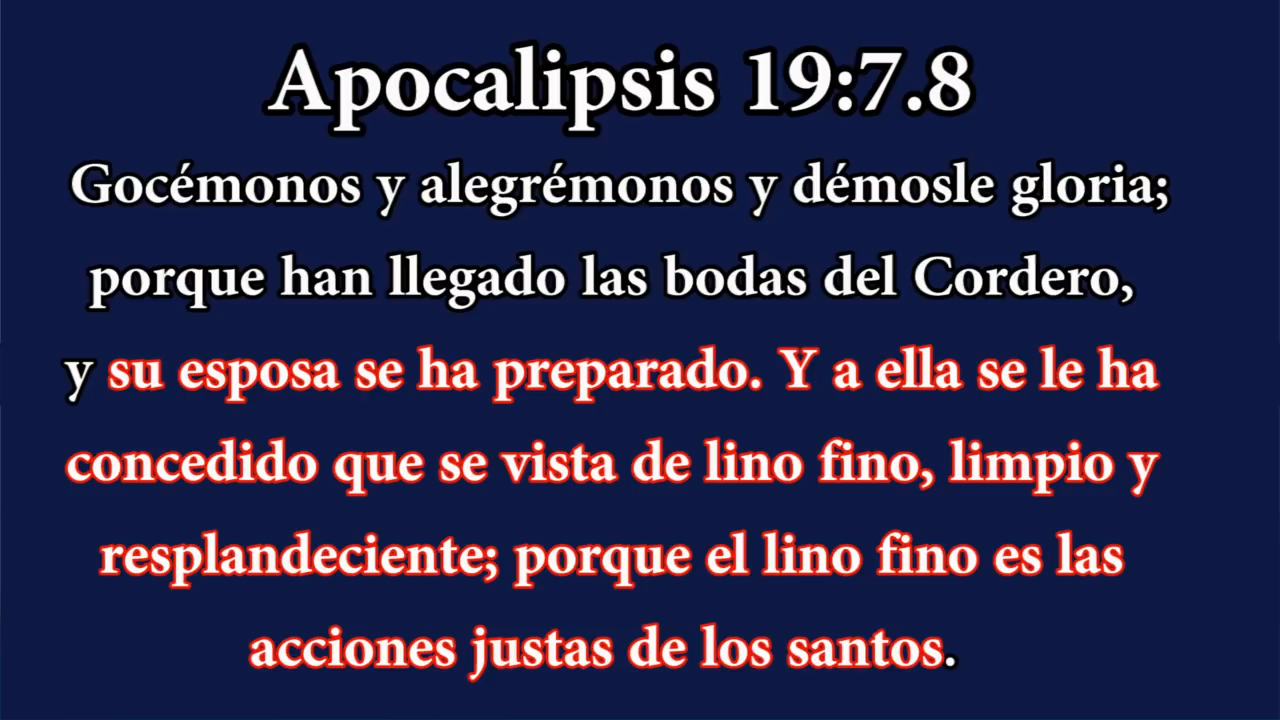 Apocalipsis 19:7.8
Gocémonos y alegrémonos y démosle gloria;
porque han llegado las bodas del Cordero,
y su esposa se ha preparado. Y a ella se le ha
concedido que se vista de lino fino, limpio y
resplandeciente; porque el lino fino es las
acciones justas de los santos.